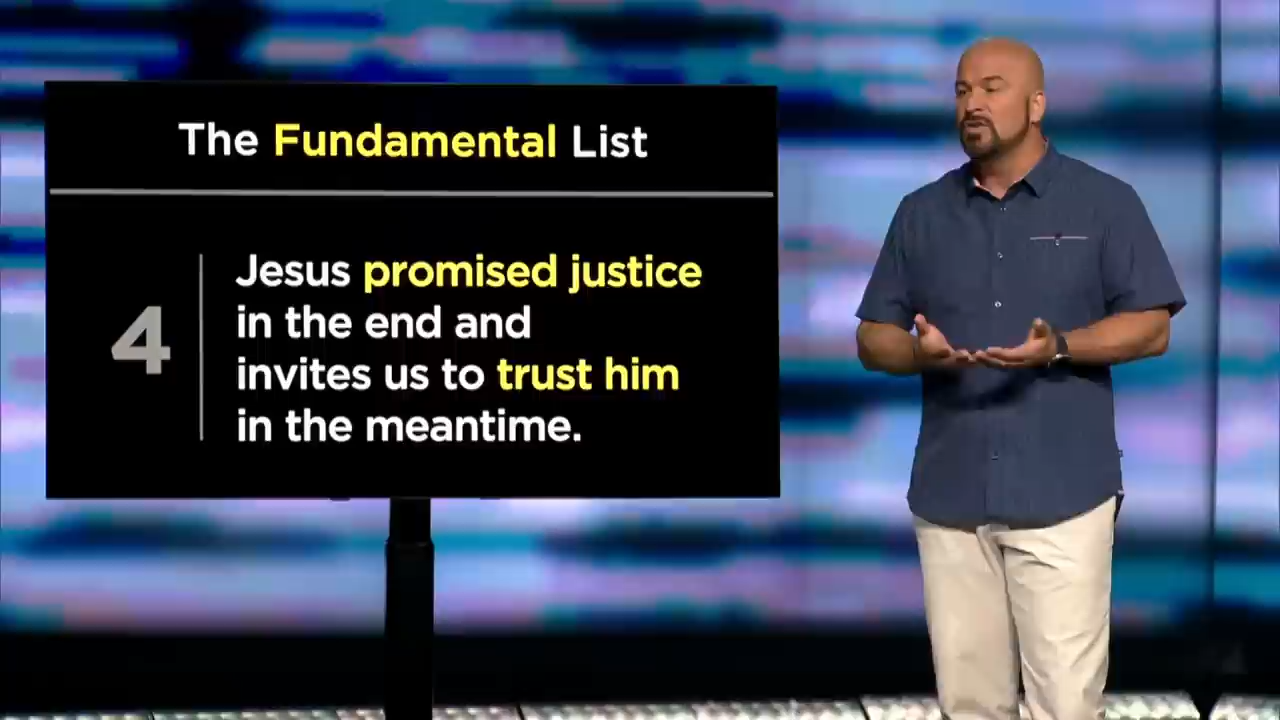 The Fundamental List
4
Jesus promised justice
in the end and
invites us to trust him
in the meantime.